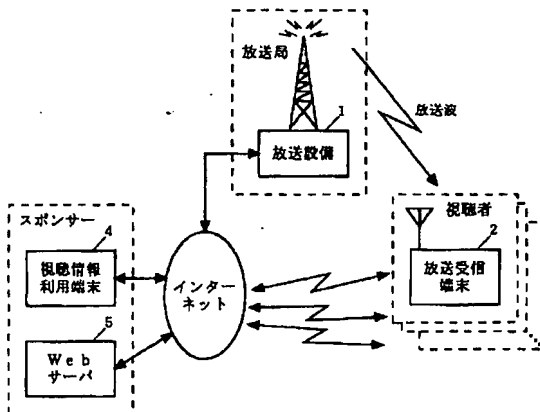 放送局
1
放送設備
放送波
スポンサー
4
視聴情報
利用端末
5
Web
サーバ
インター
ネット
視聴者
2
放送受信
端末